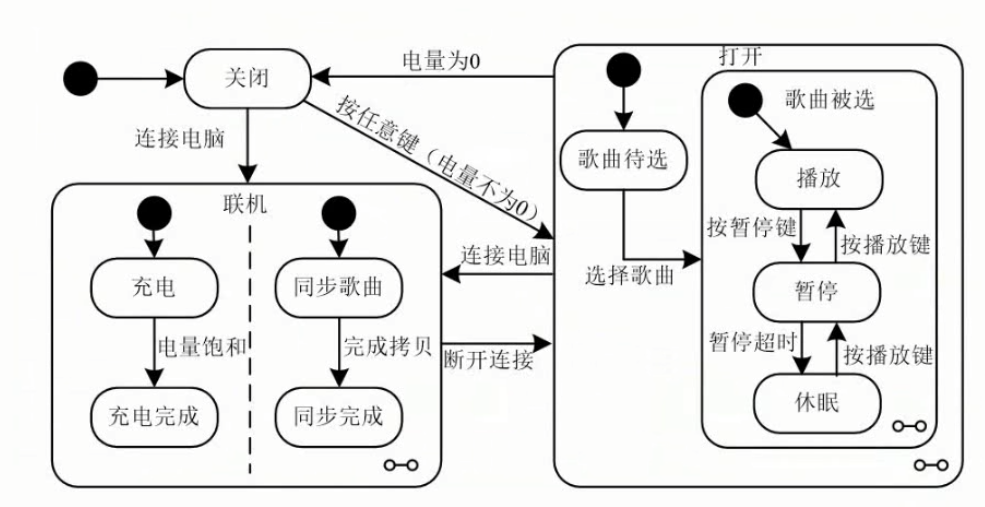 电量为0
打开
关闭
按任意键（电量不为0）
歌曲被选
连接电脑
歌曲待选
播放
联机
按暂停键
按播放键
连接电脑
选择歌曲
充电
同步歌曲
暂停
电量饱和
完成拷贝
断开连接
暂停超时
按播放键
充电完成
同步完成
休眠